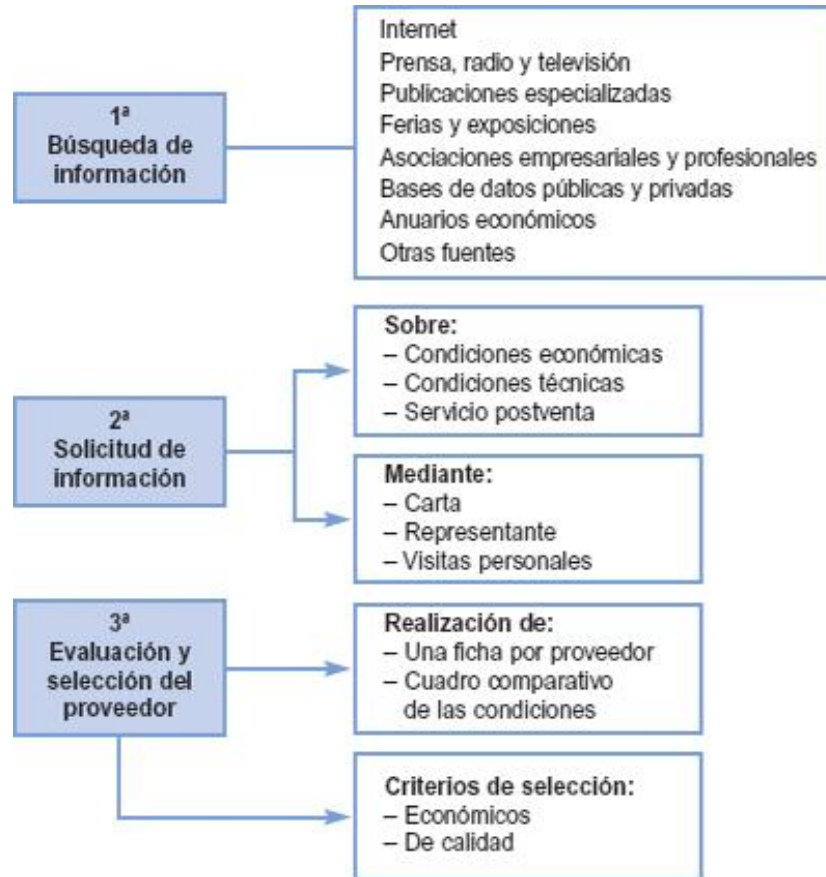 1ª
Búsqueda de
información
Internet
Prensa, radio y televisión
Publicaciones especializadas
Ferias y exposiciones
Asociaciones empresariales y profesionales
Bases de datos públicas y privadas
Anuarios económicos
Otras fuentes
2ª
Solicitud de
información
Sobre:
– Condiciones económicas
– Condiciones técnicas
– Servicio postventa
Mediante:
– Carta
– Representante
– Visitas personales
3ª
Evaluación y
selección del
proveedor
Realización de:
– Una ficha por proveedor
– Cuadro comparativo
de las condiciones
Criterios de selección:
– Económicos
– De calidad